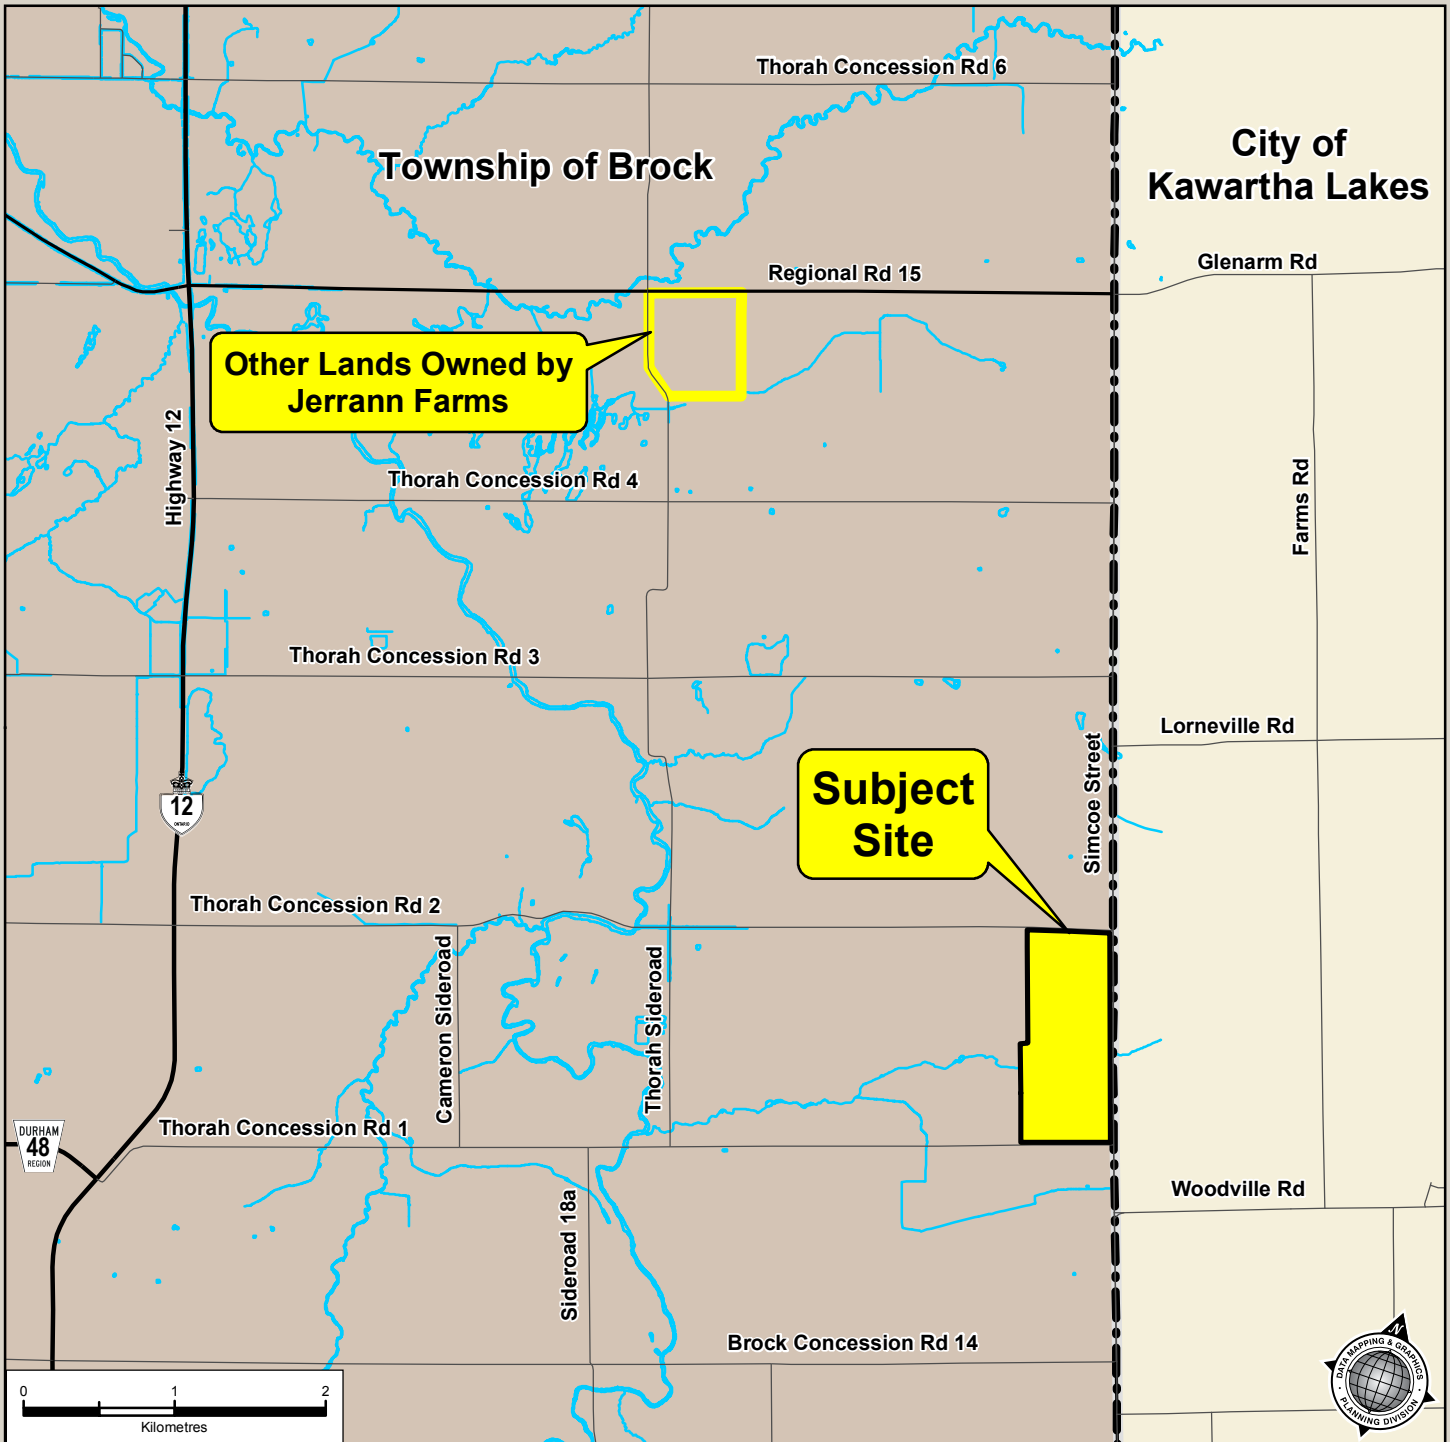 Thorah Concession Rd 6
City of
Kawartha Lakes
Township of Brock
Glenarm Rd
Regional Rd 15
Other Lands Owned by
Jerrann Farms
Highway 12
Thorah Concession Rd 4
Farms Rd
Thorah Concession Rd 3
Lorneville Rd
Simcoe Street
Subject
Site
12
ONTARIO
Thorah Concession Rd 2
Cameron Sideroad
Thorah Sideroad
Thorah Concession Rd 1
DURHAM
48
REGION
Woodville Rd
Sideroad 18a
Brock Concession Rd 14
N
DATA MAPPING & GRAPHICS
PLANNING DIVISION
0 1 2
Kilometres